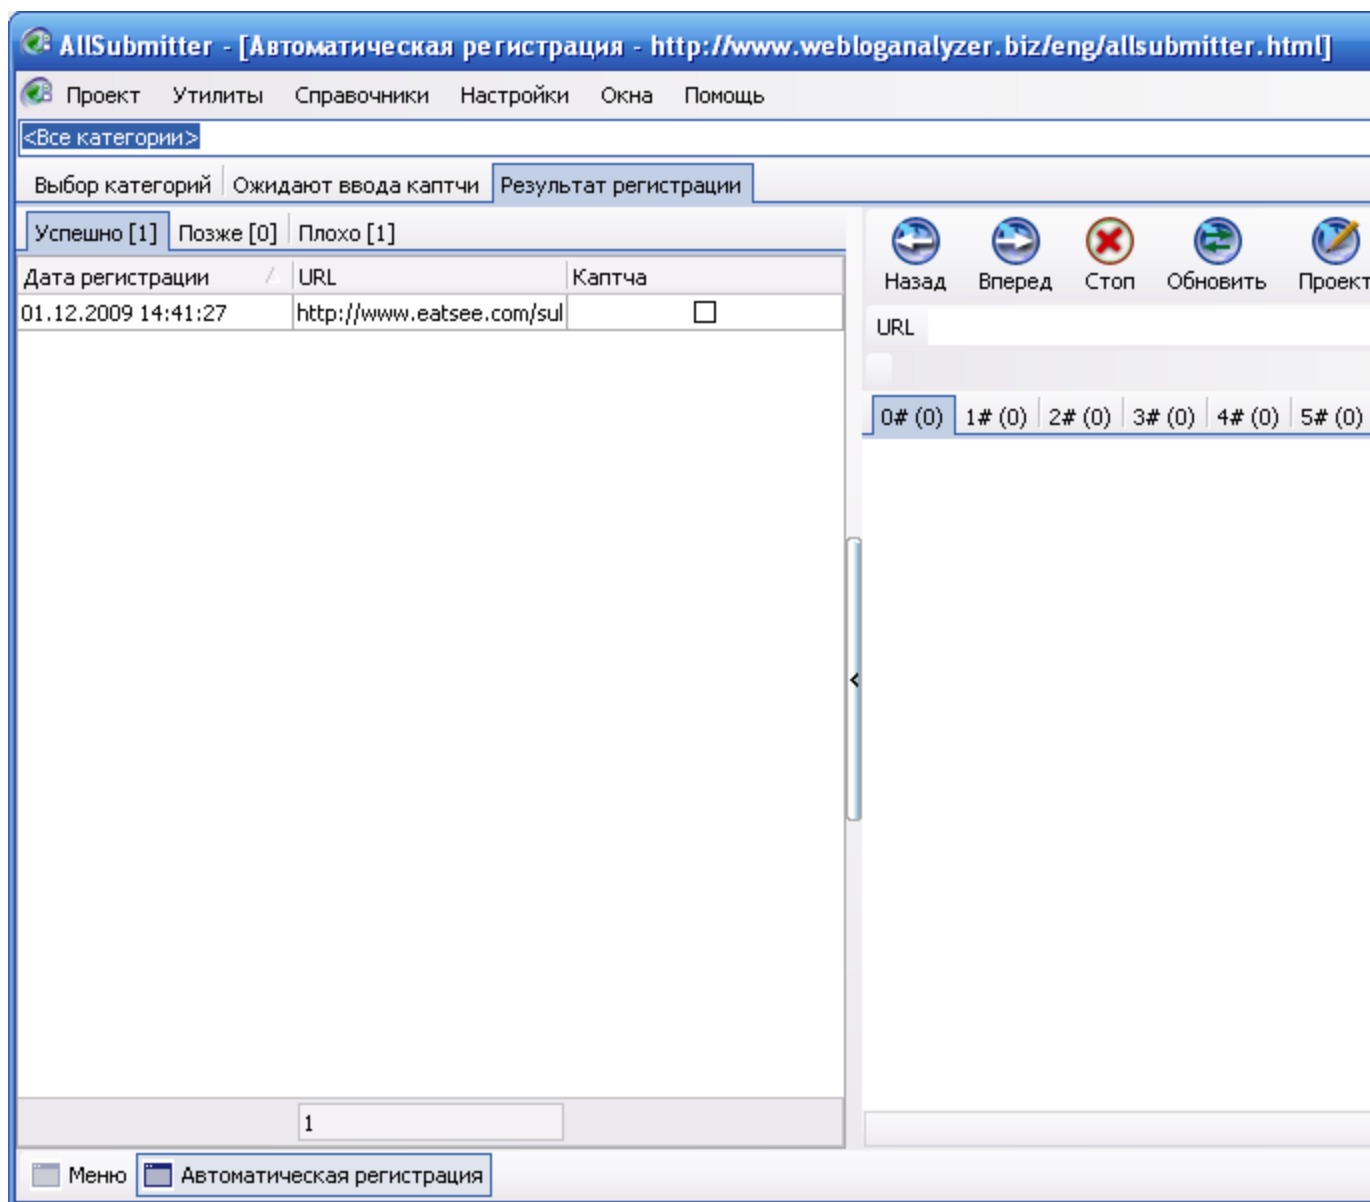 AllSubmitter - [Автоматическая регистрация - http://www.webloganalyzer.biz/eng/allsubmitter.html]
Проект Утилиты Справочники Настройки Окна Помощь
<Все категории>
Выбор категорий Ожидают ввода каптчи Результат регистрации
Успешно [1] Позже [0] Плохо [1]
Дата регистрации URL Каптча
01.12.2009 14:41:27 http://www.eatsee.com/sul
1
Назад Вперед Стоп Обновить Проект
URL
0# (0) 1# (0) 2# (0) 3# (0) 4# (0) 5# (0)
<
Меню Автоматическая регистрация